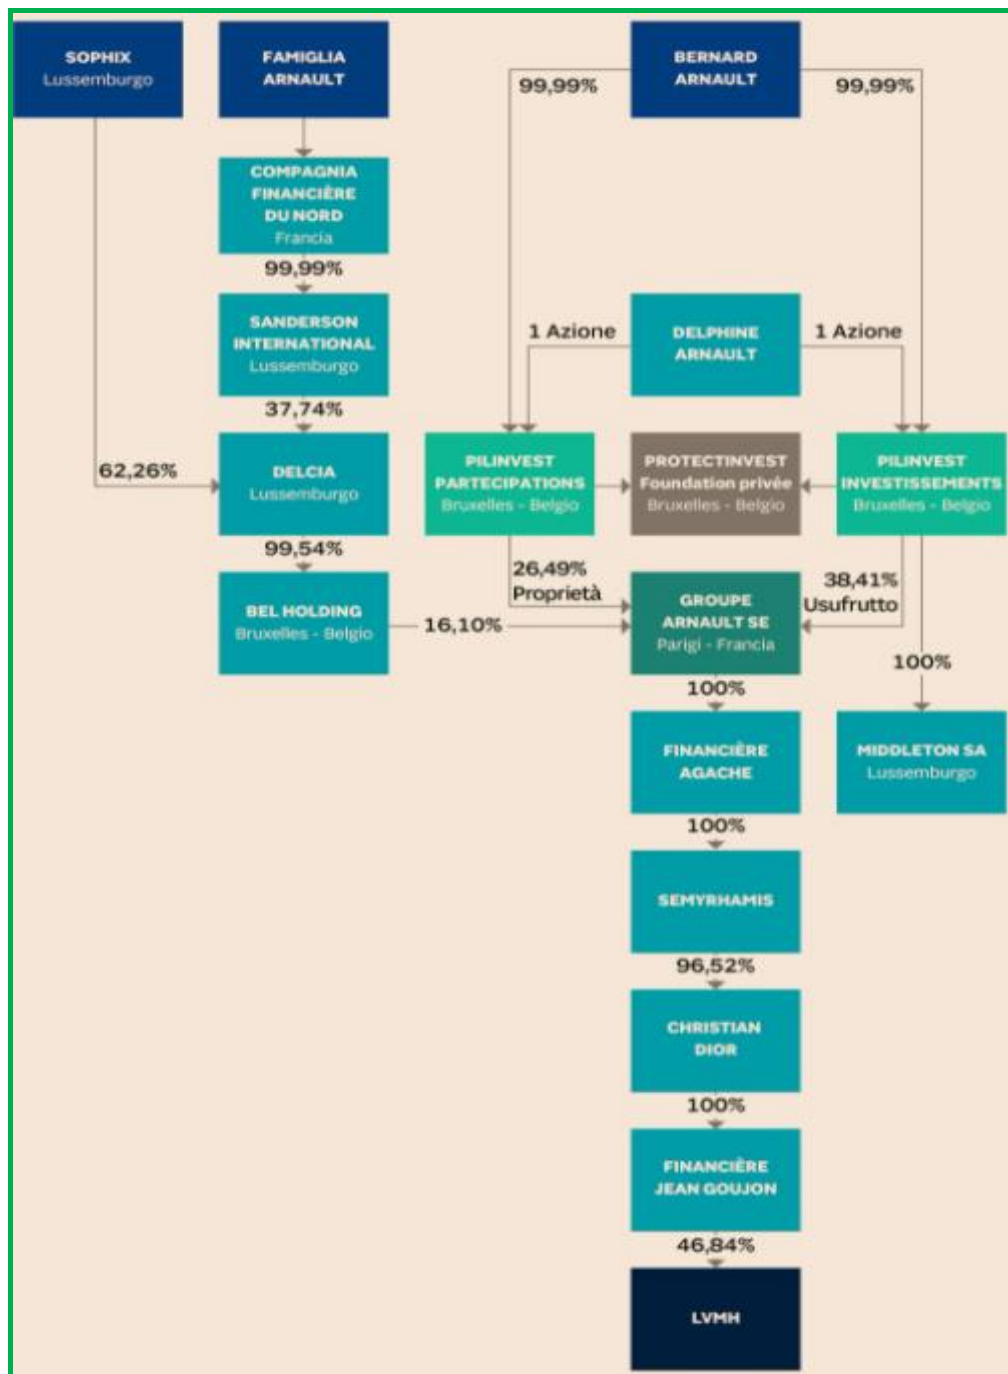 SOPHIX
Lussemburgo
FAMIGLIA
ARNAULT
BERNARD
ARNAULT
99,99%
99,99%
COMPAGNIA
FINANCIÈRE
DU NORD
Francia
99,99%
SANDERSON
INTERNATIONAL
Lussemburgo
1 Azione
DELPHINE
ARNAULT
1 Azione
37,74%
62,26%
DELCIA
Lussemburgo
PILINVEST
PARTECIPATIONS
Bruxelles - Belgio
PROTECTINVEST
Foundation privée
Bruxelles - Belgio
PILINVEST
INVESTISSEMENTS
Bruxelles - Belgio
99,54%
26,49%
Proprietà
38,41%
Usufrutto
BEL HOLDING
Bruxelles - Belgio
16,10%
GROUPE
ARNAULT SE
Parigi - Francia
100%
100%
FINANCIÈRE
AGACHE
MIDDLETON SA
Lussemburgo
100%
SEMYRHAMIS
96,52%
CHRISTIAN
DIOR
100%
FINANCIÈRE
JEAN GOUJON
46,84%
LVMH